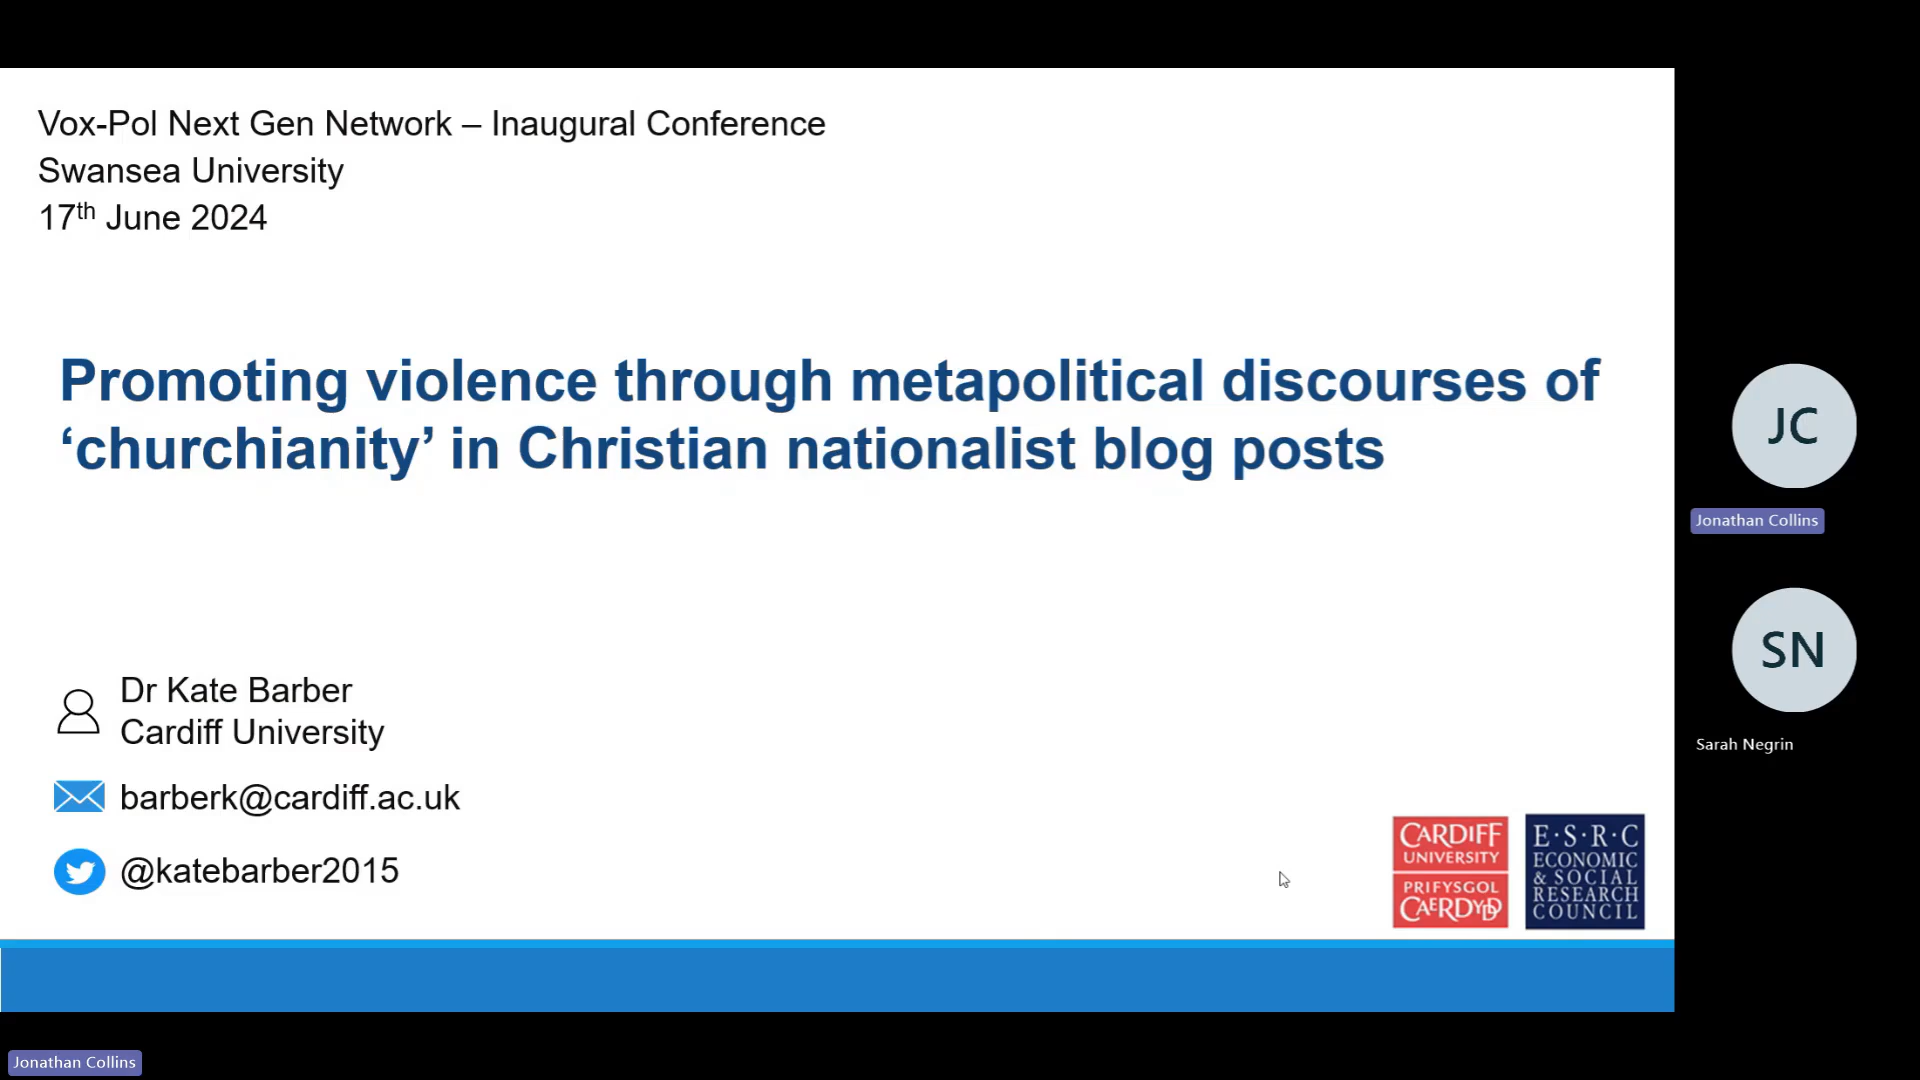 Vox-Pol Next Gen Network – Inaugural Conference
Swansea University
17th June 2024
Promoting violence through metapolitical discourses of
‘churchianity’ in Christian nationalist blog posts
Dr Kate Barber
Cardiff University
barberk@cardiff.ac.uk
@katebarber2015
CARDIFF
UNIVERSITY
PRIFYSGOL
CAERDYDD
E·S·R·C
ECONOMIC
& SOCIAL
RESEARCH
COUNCIL
JC
Jonathan Collins
SN
Sarah Negrin
Jonathan Collins